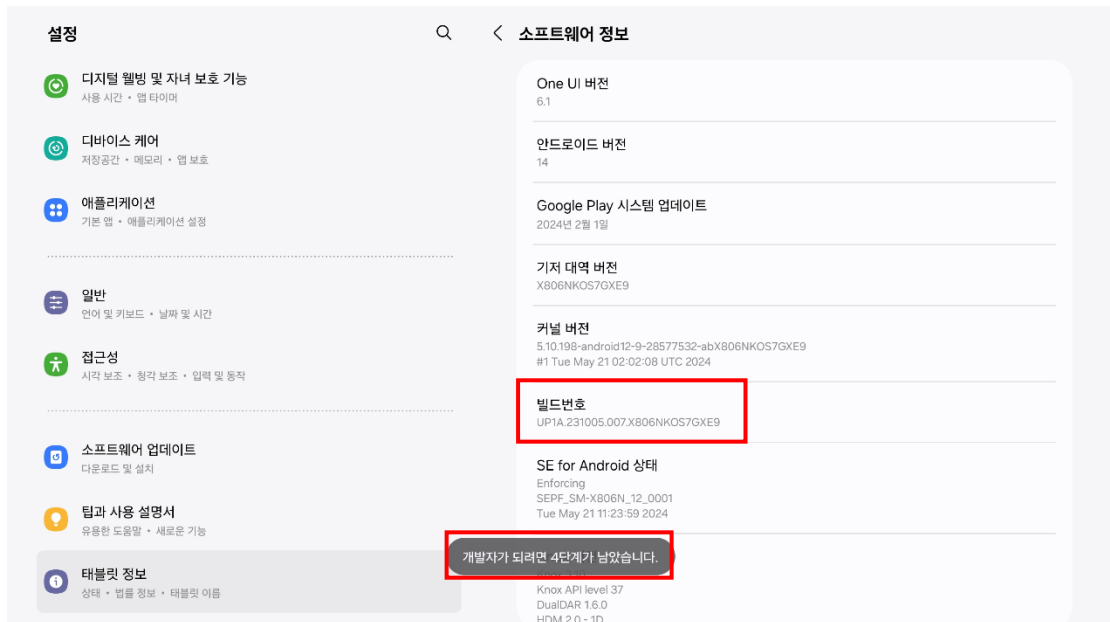 설정
디지털 웰빙 및 자녀 보호 기능
사용 시간 • 앱 타이머
디바이스 케어
저장공간 • 메모리 • 앱 보호
애플리케이션
기본 앱 • 애플리케이션 설정
일반
언어 및 키보드 • 날짜 및 시간
접근성
시각 보조 • 청각 보조 • 입력 및 동작
소프트웨어 업데이트
다운로드 및 설치
팁과 사용 설명서
유용한 도움말 • 새로운 기능
태블릿 정보
상태 • 법률 정보 • 태블릿 이름
소프트웨어 정보
One UI 버전
6.1
안드로이드 버전
14
Google Play 시스템 업데이트
2024년 2월 1일
기저 대역 버전
X806NKOS7GXE9
커널 버전
5.10.198-android12-9-28577532-abX806NKOS7GXE9
#1 Tue May 21 02:02:08 UTC 2024
빌드번호
UP1A.231005.007.X806NKOS7GXE9
SE for Android 상태
Enforcing
SEPF_SM-X806N_12_0001
Tue May 21 11:23:59 2024
개발자가 되려면 4단계가 남았습니다.
Knox API level 37
DualDAR 1.6.0
HDM 2.0 - 1D